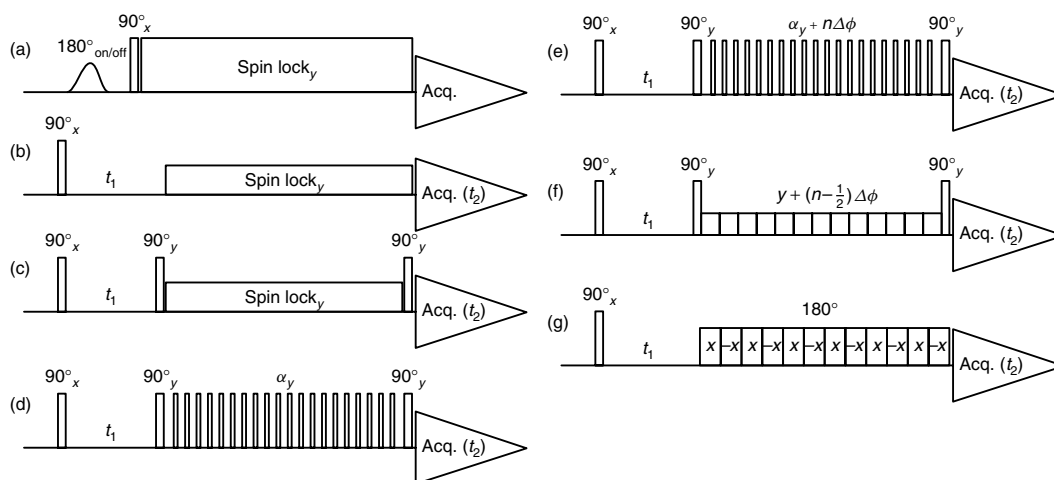 (a)
180°on/off
90°x
Spin locky
Acq.
(b)
90°x
t1
Spin locky
Acq. (t2)
(c)
90°x
t1
90°y
Spin locky
90°y
Acq. (t2)
(d)
90°x
t1
90°y
αy
90°y
Acq. (t2)
(e)
90°x
t1
90°y
αy + nΔϕ
90°y
Acq. (t2)
(f)
90°x
t1
90°y
y + (n−1/2) Δϕ
90°y
Acq. (t2)
(g)
90°x
t1
180°
x −x x −x x −x x −x x −x x −x
Acq. (t2)